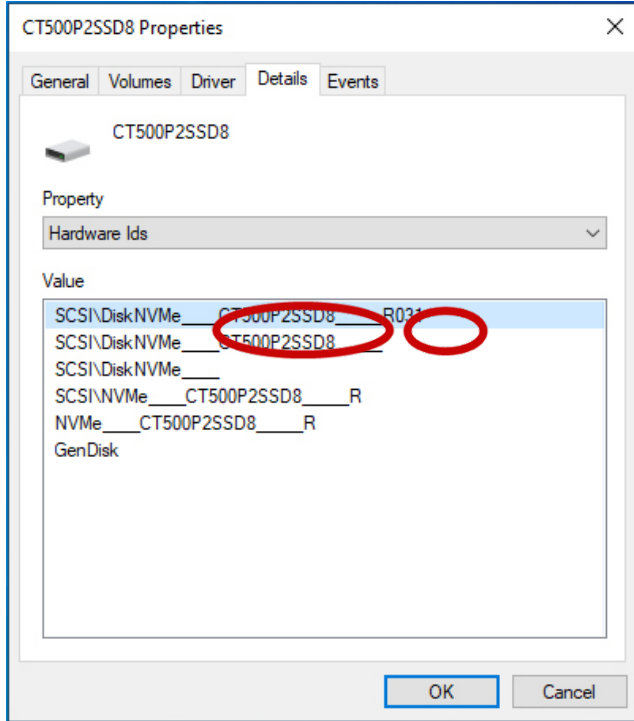 CT500P2SSD8 Properties
General Volumes Driver Details Events
CT500P2SSD8
Property
Hardware Ids
Value
SCSI\DiskNVMe____CT500P2SSD8_____R031
SCSI\DiskNVMe____CT500P2SSD8_____
SCSI\DiskNVMe____
SCSI\NVMe____CT500P2SSD8_____R
NVMe____CT500P2SSD8_____R
GenDisk
OK Cancel